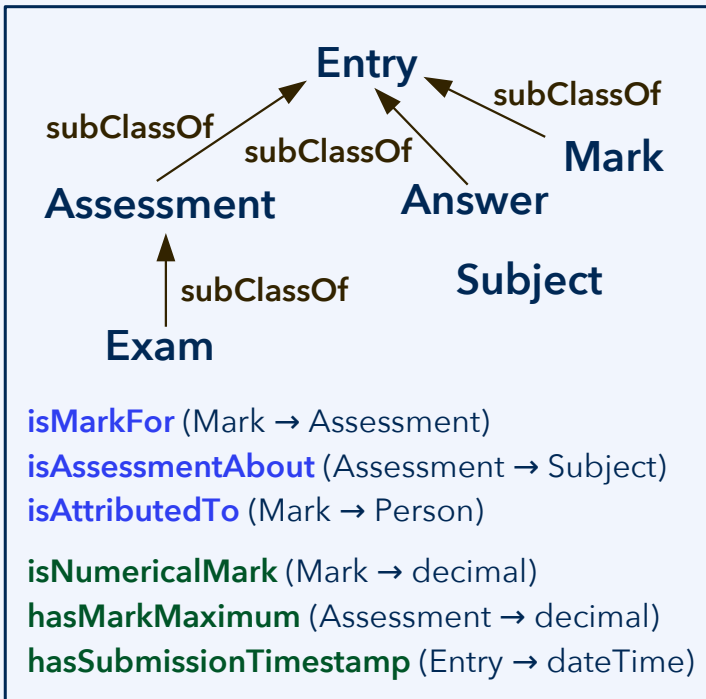 Entry
subClassOf
subClassOf
subClassOf
Mark
Assessment
Answer
subClassOf
Subject
Exam
isMarkFor (Mark → Assessment)
isAssessmentAbout (Assessment → Subject)
isAttributedTo (Mark → Person)
isNumericalMark (Mark → decimal)
hasMarkMaximum (Assessment → decimal)
hasSubmissionTimestamp (Entry → dateTime)